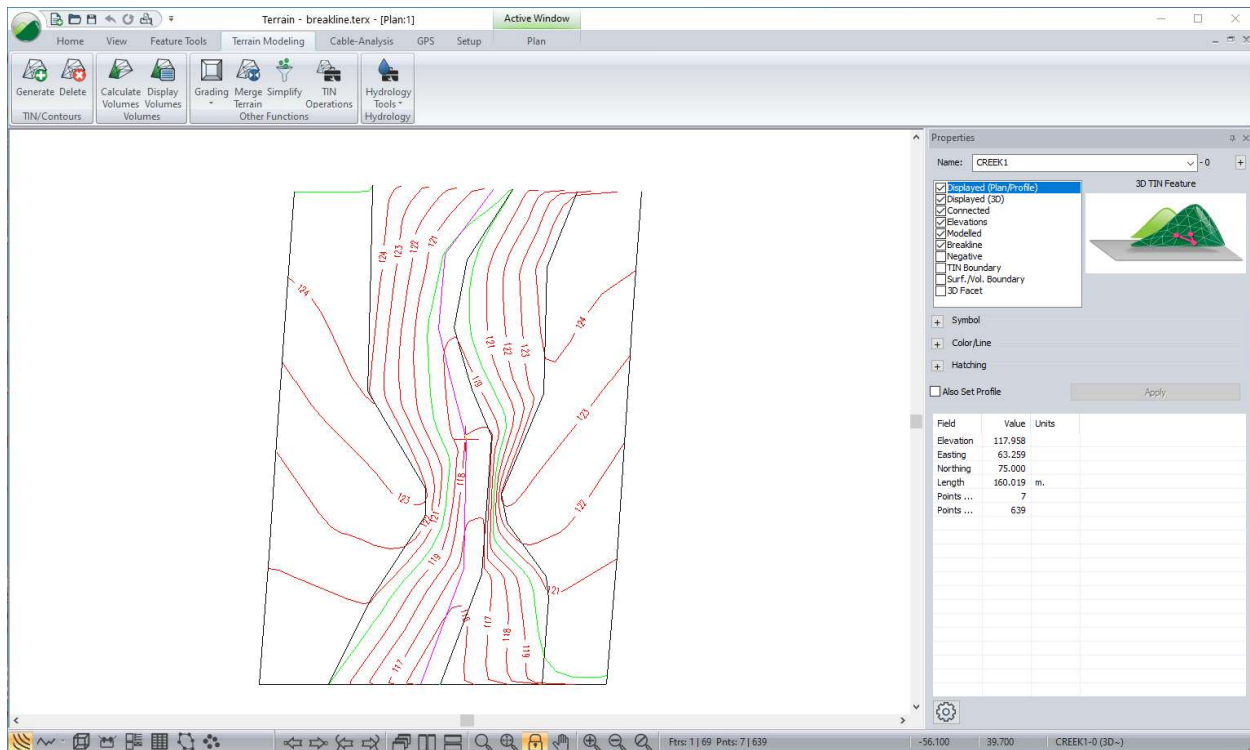 Terrain - breakline.terx - [Plan:1]
Active Window
Home View Feature Tools Terrain Modeling Cable-Analysis GPS Setup Plan
Generate Delete Calculate Volumes Display Volumes Grading Merge Terrain Simplify TIN Operations Hydrology Tools
TIN/Contours Volumes Other Functions Hydrology
Properties
Name: CREEK1 - 0 +
Displayed (Plan/Profile)
3D TIN Feature
Displayed (3D)
Connected
Elevations
Modelled
Breakline
Negative
TIN Boundary
Surf./Vol. Boundary
3D Facet
+ Symbol
+ Color/Line
+ Hatching
Also Set Profile Apply
Field Value Units
Elevation 117.958
Easting 63.259
Northing 75.000
Length 160.019 m.
Points ... 7
Points ... 639
124 123 122 121
124
124
121 122 123
119
123
118
123
122
121
119
121
116
117
117 118 119
Ftrs: 1 | 69 Pnts: 7 | 639 -56.100 39.700 CREEK1-0 (3D~)